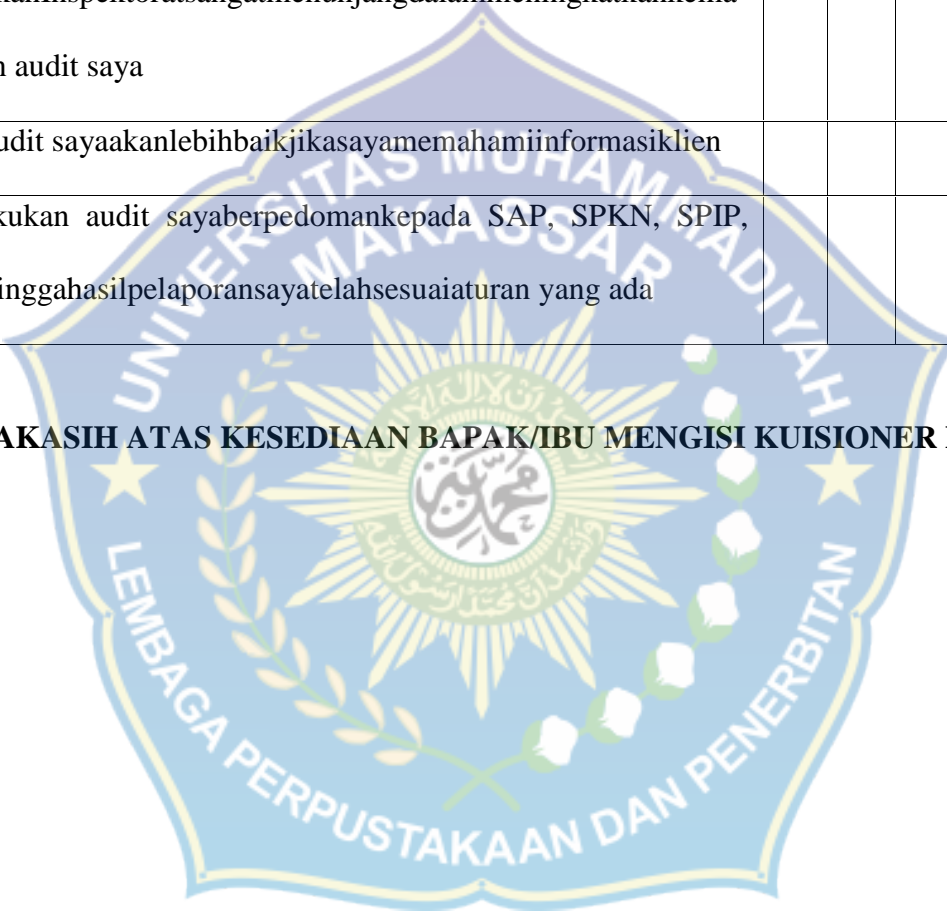 n audit saya
udit sayaakanlebihbaikjikasayamemahamiinformasiklien
kukan audit sayaberpedomankepada SAP, SPKN, SPIP,
inggahasilpelaporansayatelahsesuaiaturan yang ada
AKASIH ATAS KESEDIAAN BAPAK/IBU MENGISI KUISIONER
UNIVERSITAS MUHAMMADIYAH
MAKASSAR
LEMBAGA PERPUSTAKAAN DAN PENERBITAN